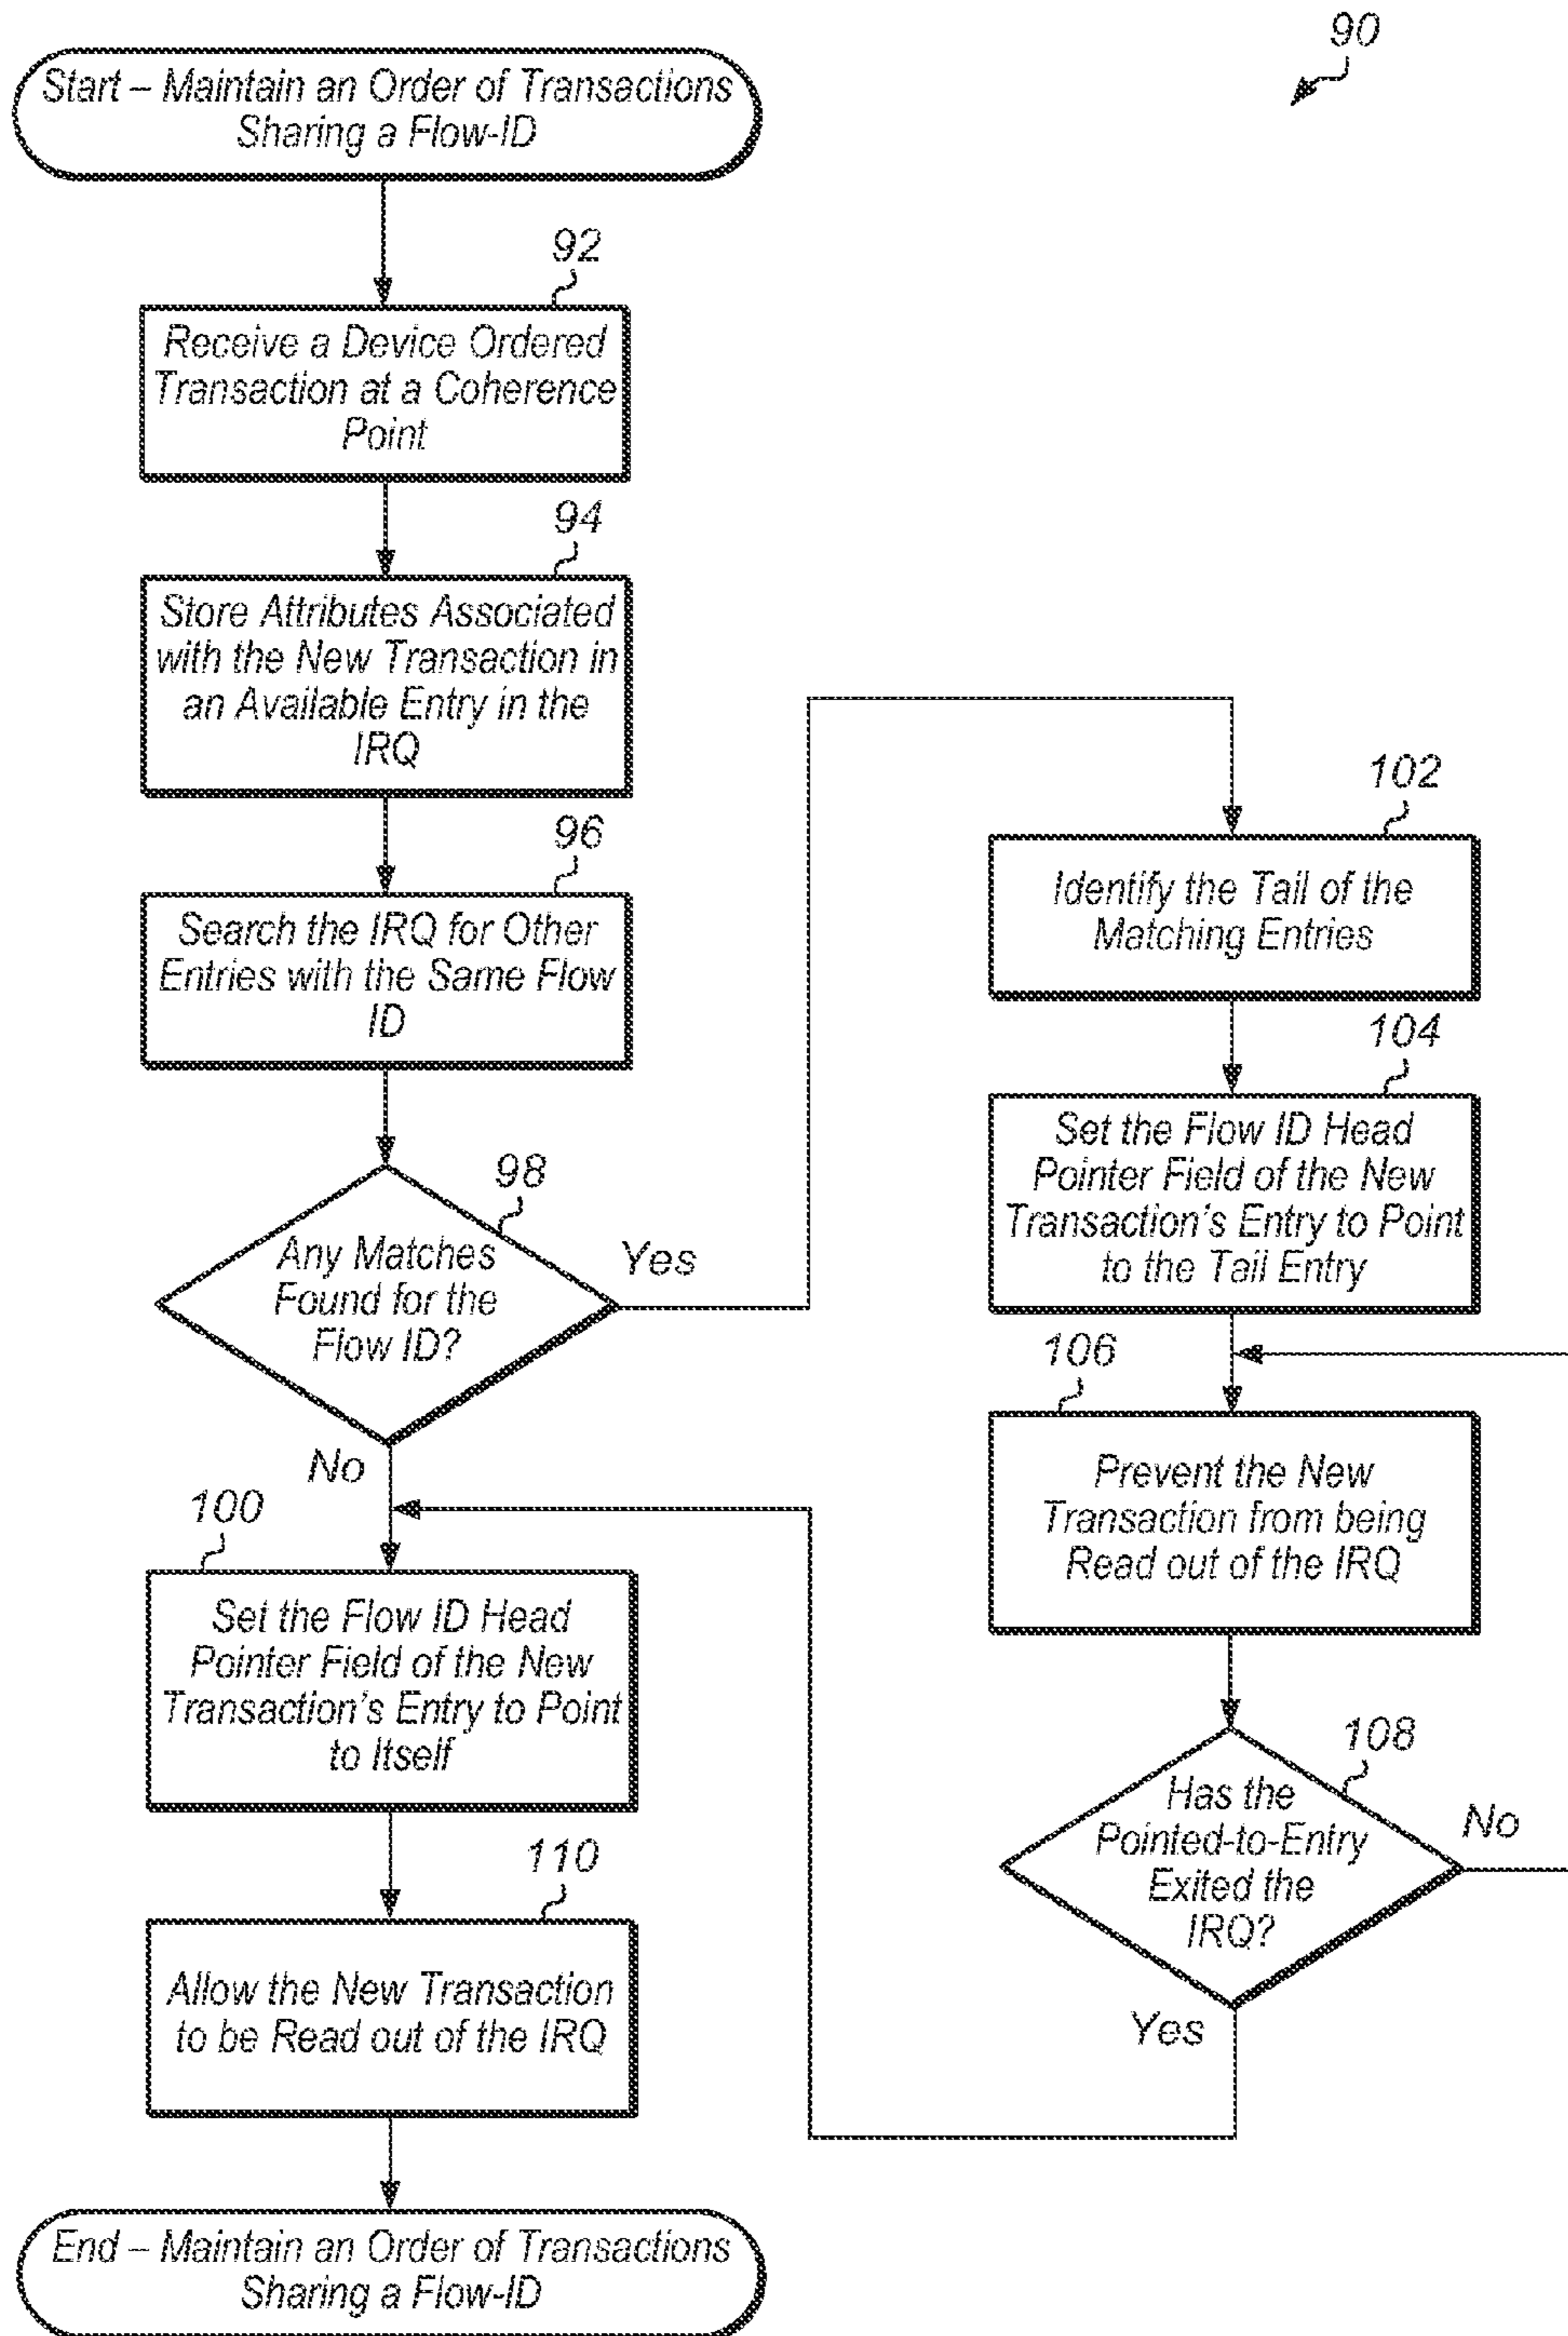 90
Start – Maintain an Order of Transactions
Sharing a Flow-ID
92
Receive a Device Ordered
Transaction at a Coherence
Point
94
Store Attributes Associated
with the New Transaction in
an Available Entry in the
IRQ
96
Search the IRQ for Other
Entries with the Same Flow
ID
98
Any Matches
Found for the
Flow ID?
Yes
No
100
Set the Flow ID Head
Pointer Field of the New
Transaction's Entry to Point
to Itself
110
Allow the New Transaction
to be Read out of the IRQ
End – Maintain an Order of Transactions
Sharing a Flow-ID
102
Identify the Tail of the
Matching Entries
104
Set the Flow ID Head
Pointer Field of the New
Transaction's Entry to Point
to the Tail Entry
106
Prevent the New
Transaction from being
Read out of the IRQ
108
Has the
Pointed-to-Entry
Exited the
IRQ?
No
Yes